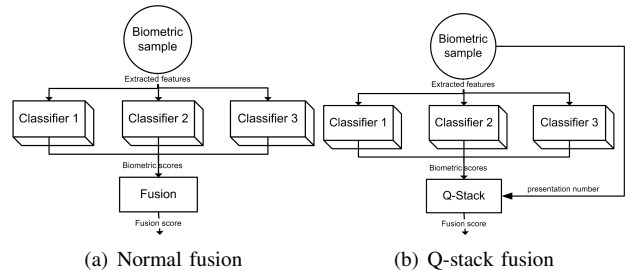 Biometric
sample
Extracted features
Classifier 1
Classifier 2
Classifier 3
Biometric scores
Fusion
Fusion score
(a) Normal fusion
Biometric
sample
Extracted features
Classifier 1
Classifier 2
Classifier 3
Biometric scores
Q-Stack
presentation number
Fusion score
(b) Q-stack fusion